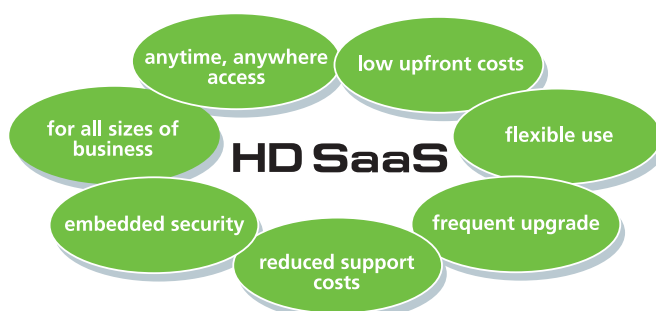 anytime, anywhere
access
low upfront costs
for all sizes of
business
HD SaaS
flexible use
embedded security
frequent upgrade
reduced support
costs